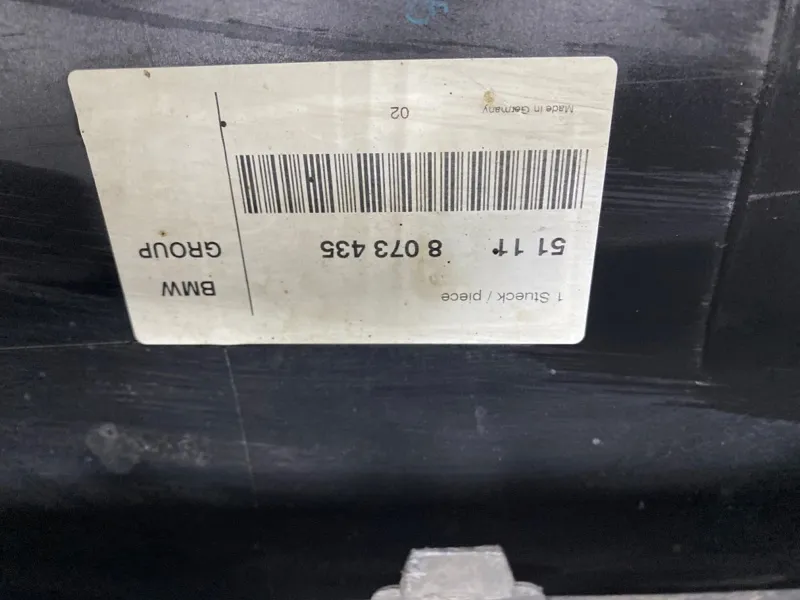 1 Stueck / piece
51 11 8 073 435
BMW
GROUP
02
Made in Germany